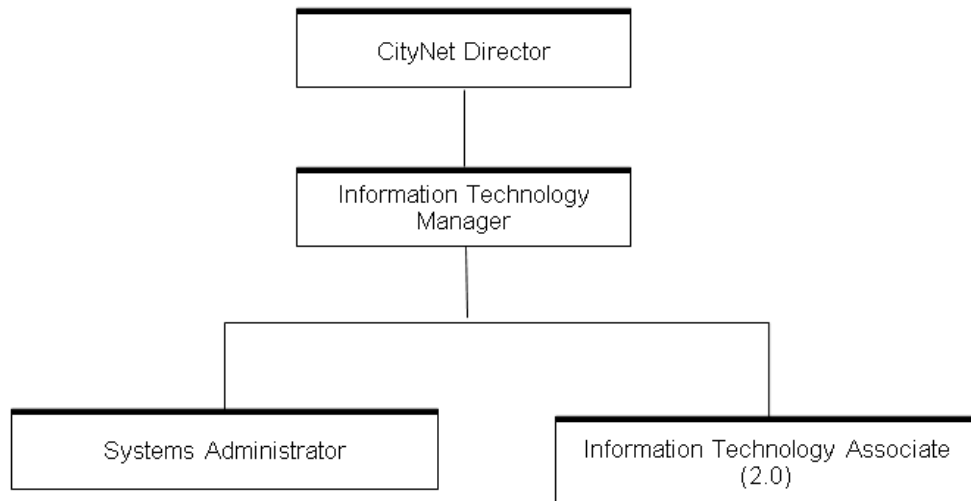 CityNet Director
Information Technology
Manager
Systems Administrator
Information Technology Associate
(2.0)